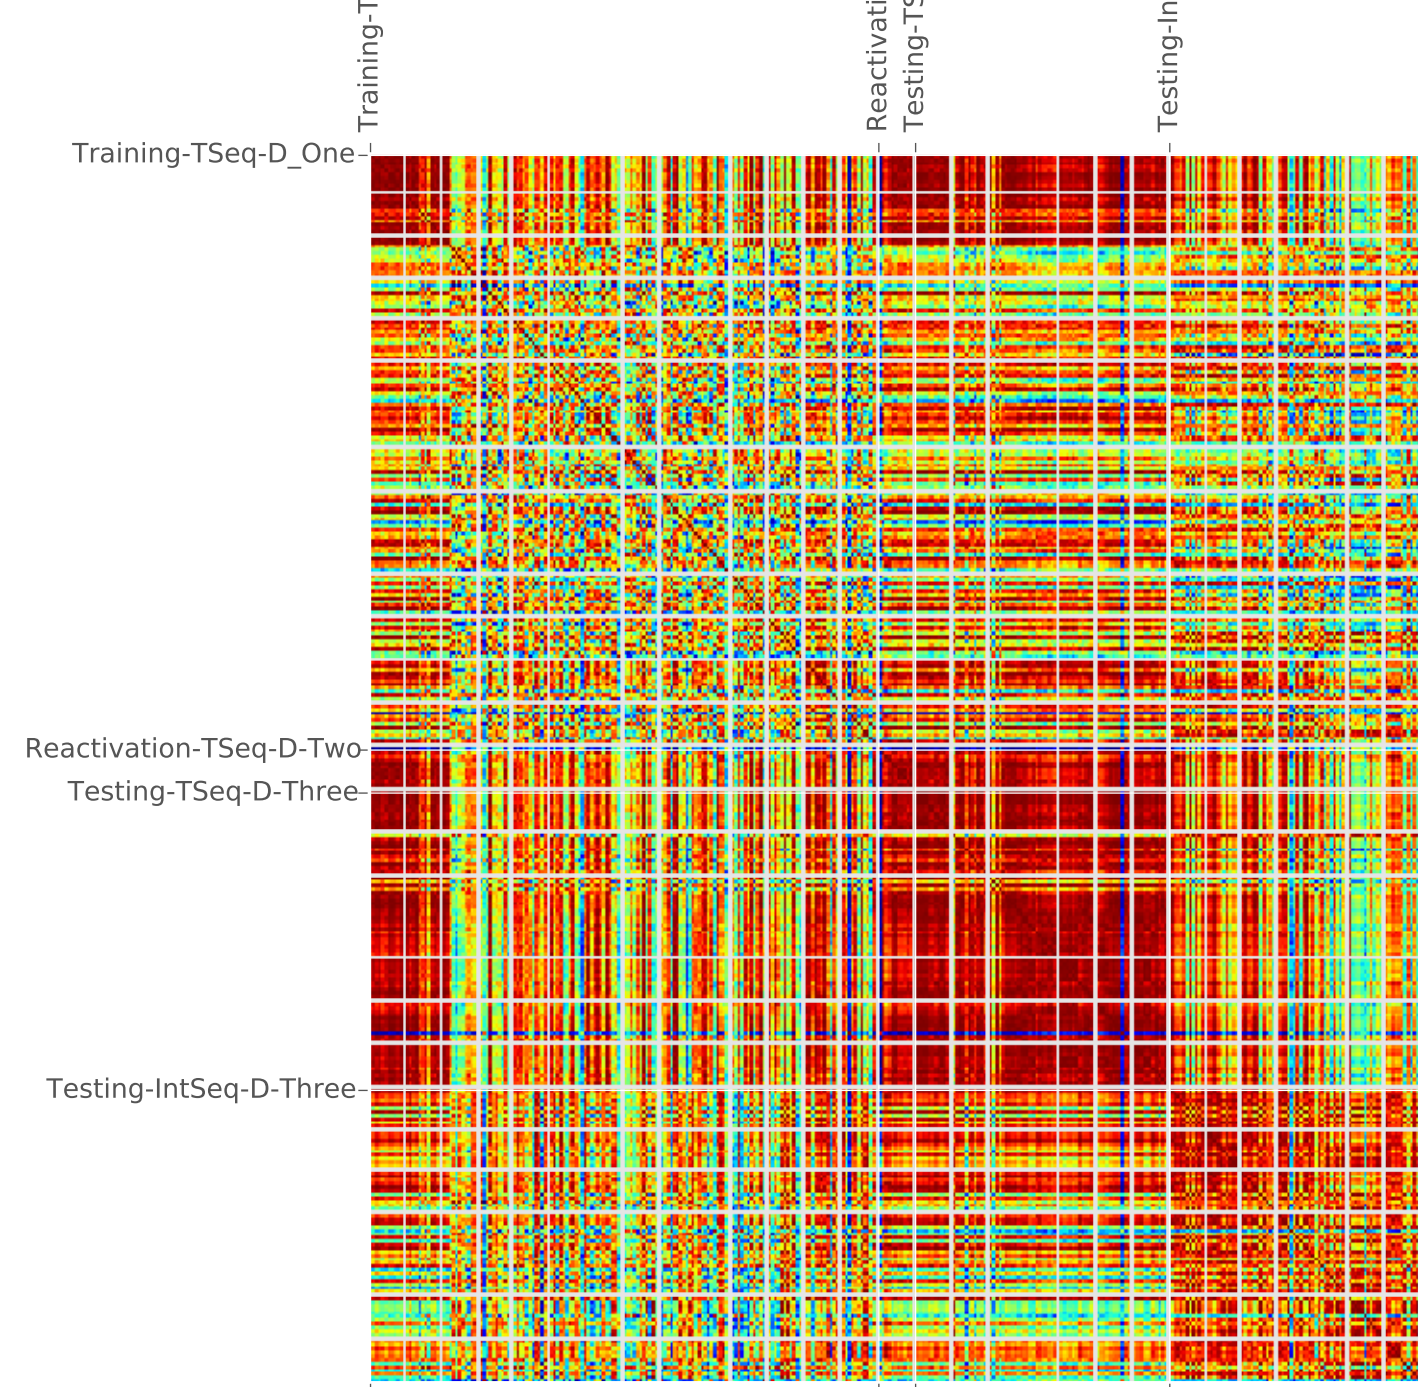 Training-T
Reactivati
Testing-TS
Testing-In
Training-TSeq-D_One
Reactivation-TSeq-D-Two
Testing-TSeq-D-Three
Testing-IntSeq-D-Three